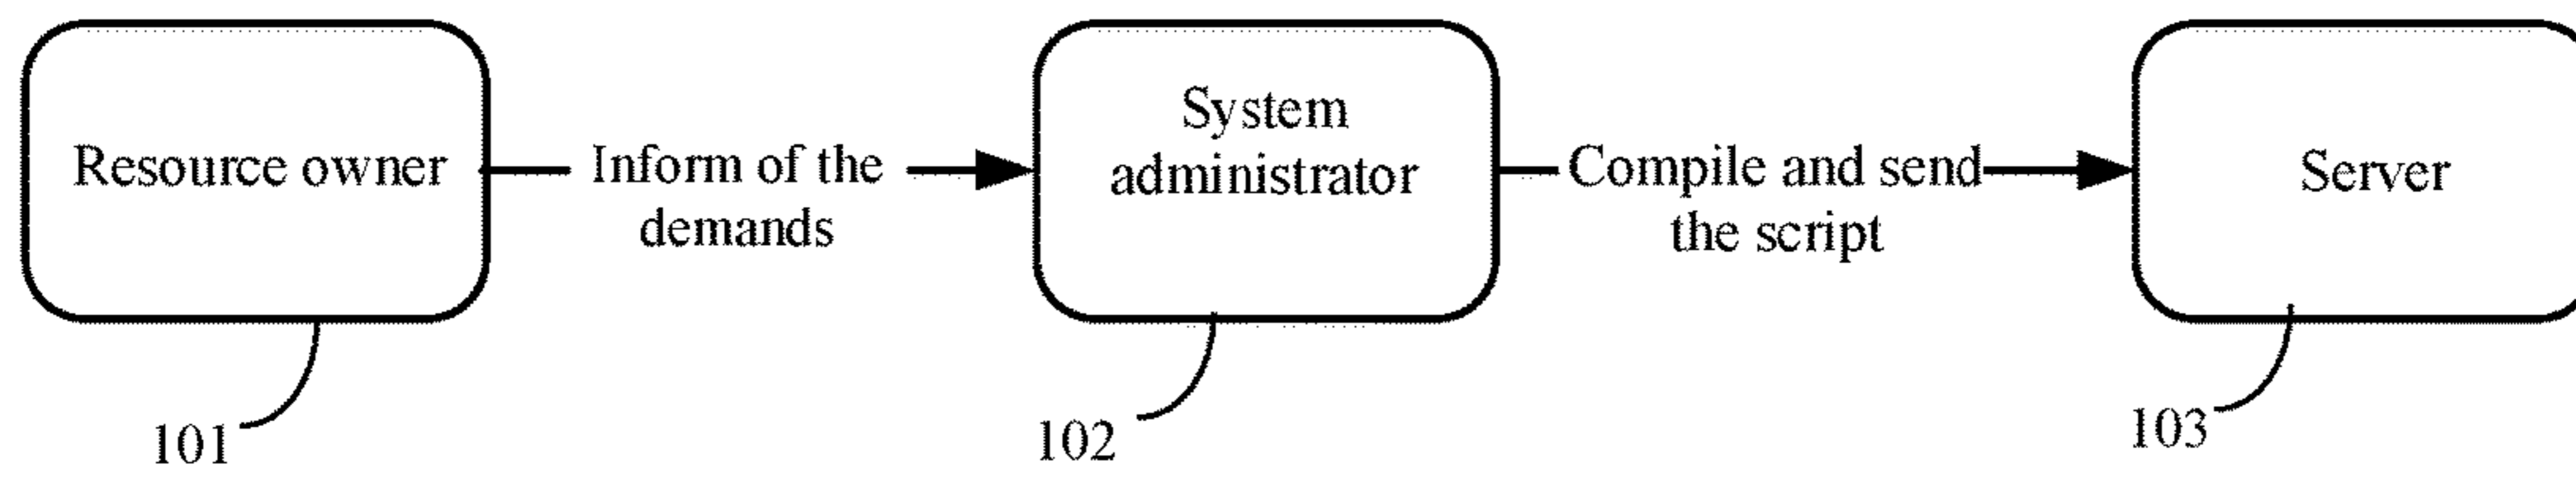 Resource owner
Inform of the
demands
System
administrator
Compile and send
the script
Server
101
102
103